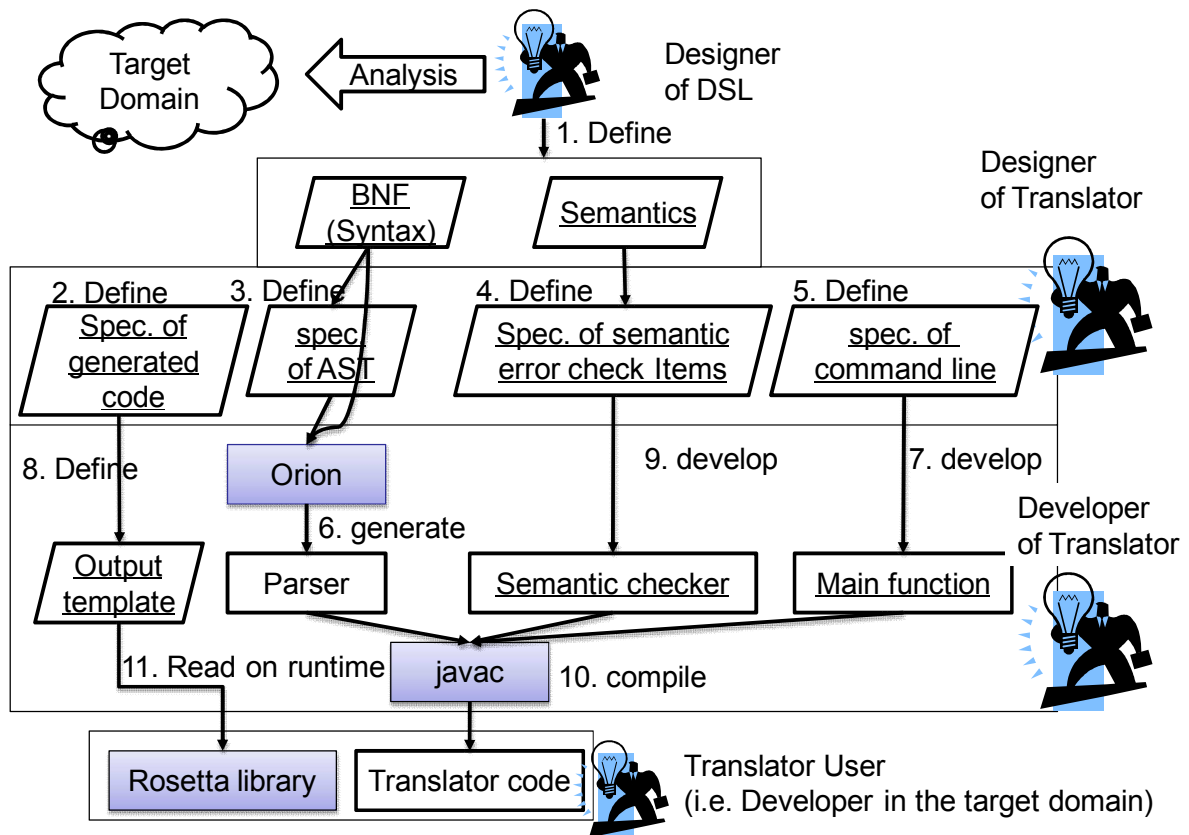 Target
Domain
Analysis
Designer
of DSL
1. Define
BNF
(Syntax)
Semantics
Designer
of Translator
2. Define
3. Define
4. Define
5. Define
Spec. of
generated
code
spec.
of AST
Spec. of semantic
error check Items
spec. of
command line
8. Define
Orion
9. develop
7. develop
6. generate
Developer
of Translator
Output
template
Parser
Semantic checker
Main function
11. Read on runtime
javac
10. compile
Rosetta library
Translator code
Translator User
(i.e. Developer in the target domain)